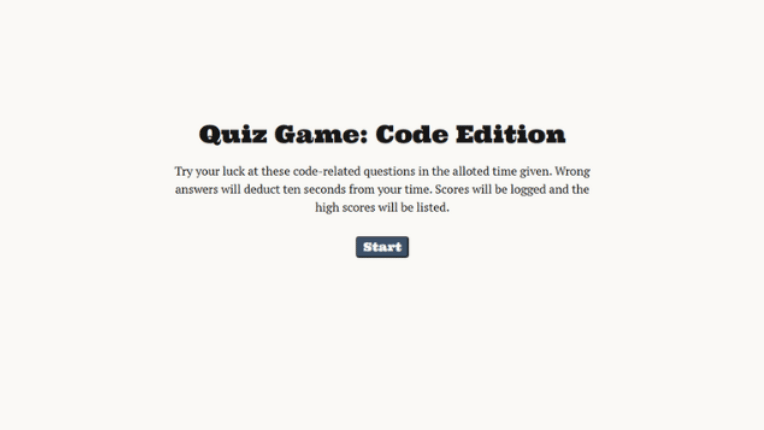 Quiz Game: Code Edition
Try your luck at these code-related questions in the alloted time given. Wrong
answers will deduct ten seconds from your time. Scores will be logged and the
high scores will be listed.
Start